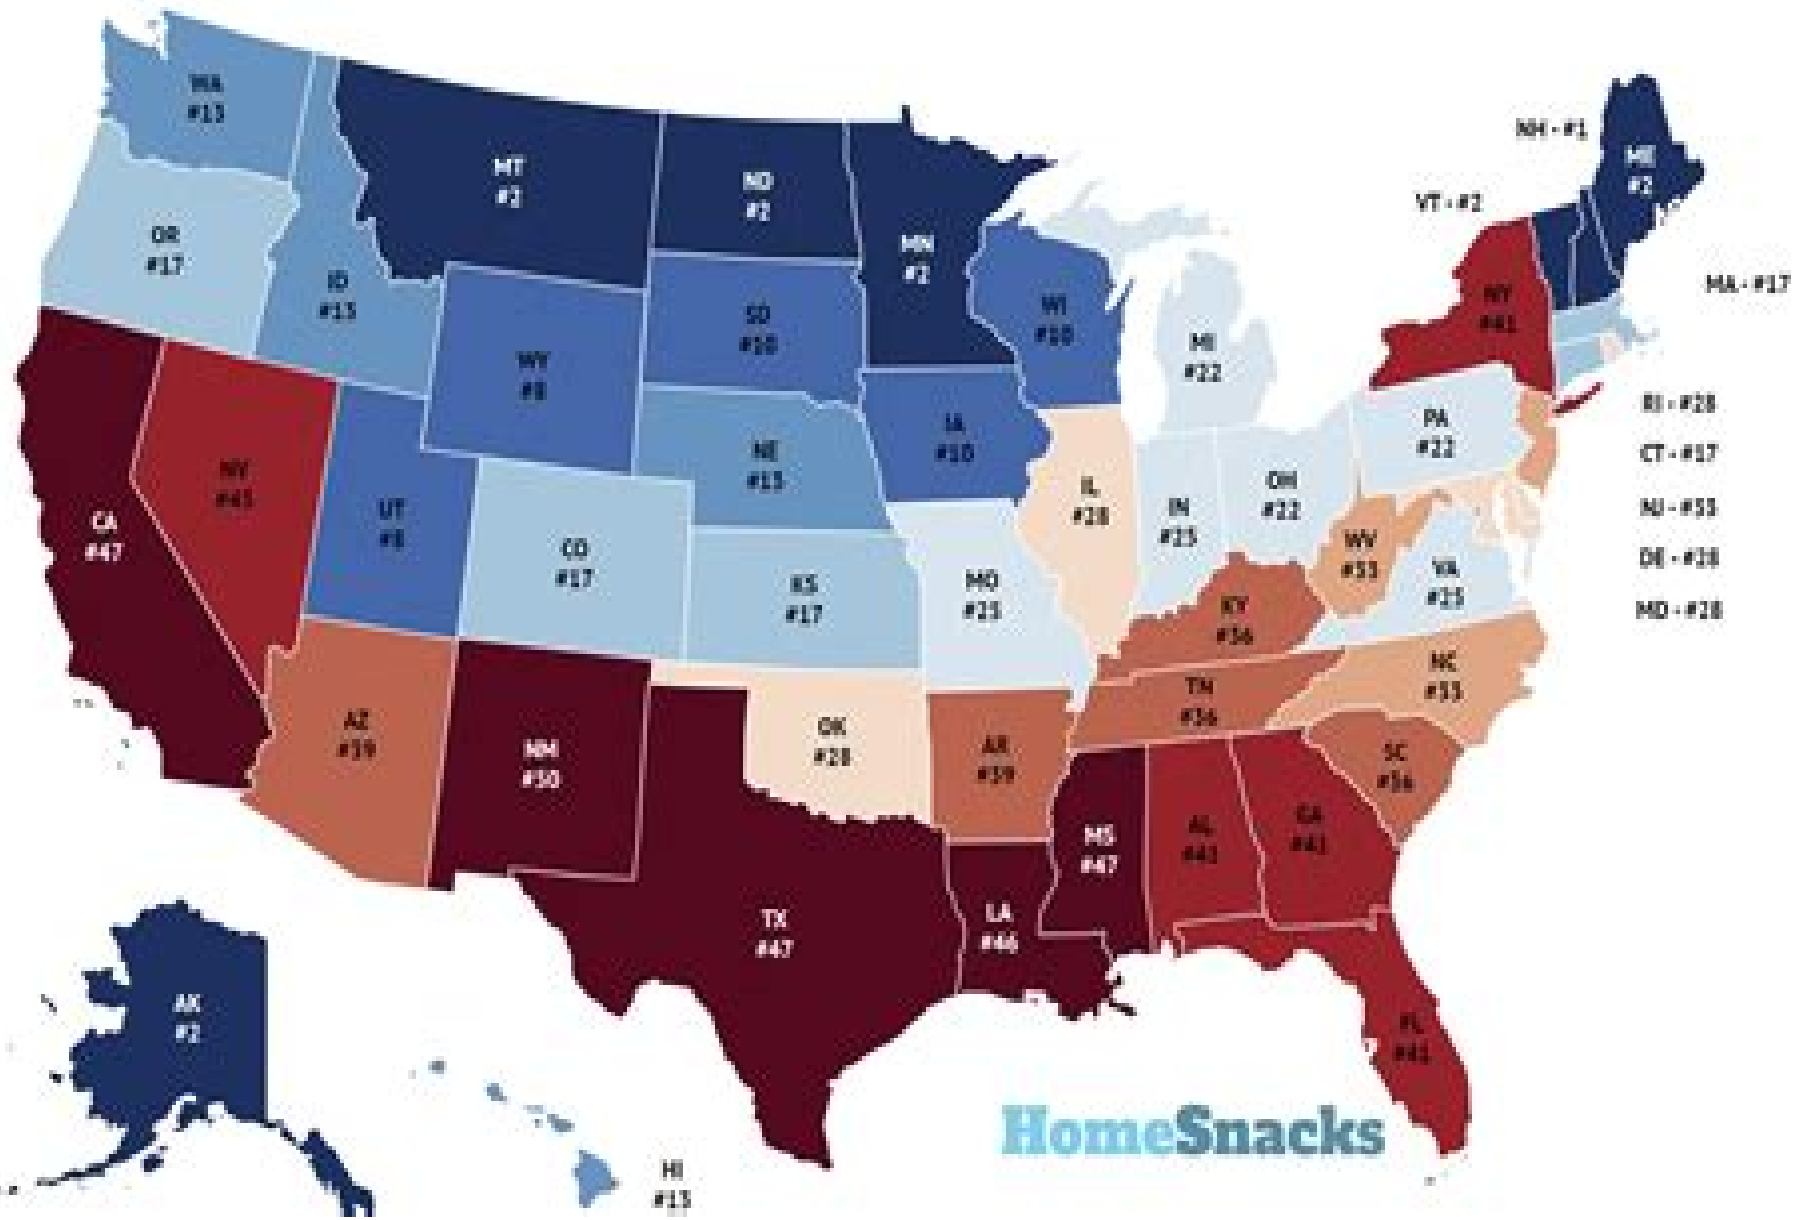 WA
#13
MT
#2
ND
#2
MN
#2
NH - #1
ME
#2
VT - #2
OR
#17
ID
#13
WY
#8
SD
#10
WI
#10
MI
#22
NY
#41
MA - #17
RI - #28
CT - #17
NJ - #33
DE - #28
MD - #28
CA
#47
NV
#45
UT
#8
CO
#17
NE
#13
IA
#10
KS
#17
MO
#25
IL
#28
IN
#25
OH
#22
PA
#22
WV
#33
VA
#25
KY
#36
TN
#36
NC
#33
SC
#36
AZ
#39
NM
#50
OK
#28
AR
#39
TX
#47
LA
#46
MS
#47
AL
#41
GA
#41
FL
#41
AK
#2
HI
#13
HomeSnacks